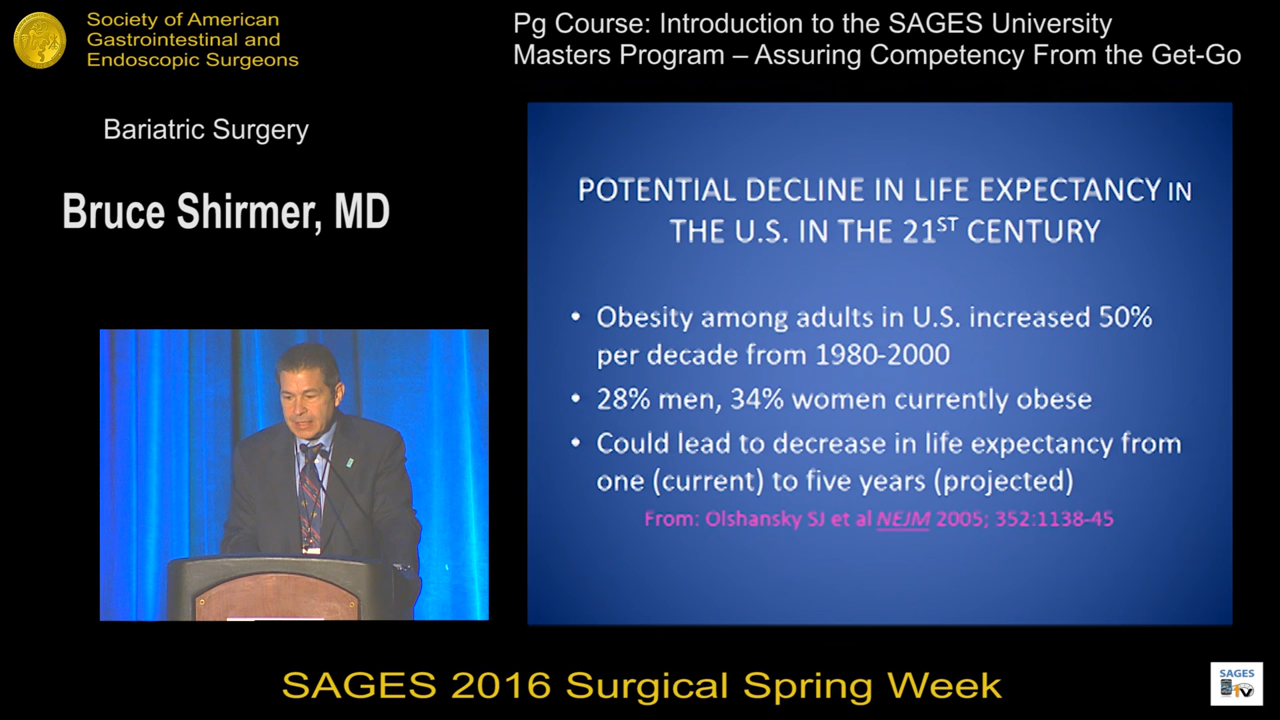 Society of American
Gastrointestinal and
Endoscopic Surgeons
Pg Course: Introduction to the SAGES University
Masters Program – Assuring Competency From the Get-Go
Bariatric Surgery
Bruce Shirmer, MD
POTENTIAL DECLINE IN LIFE EXPECTANCY IN
THE U.S. IN THE 21ST CENTURY
• Obesity among adults in U.S. increased 50%
per decade from 1980-2000
• 28% men, 34% women currently obese
• Could lead to decrease in life expectancy from
one (current) to five years (projected)
From: Olshansky SJ et al NEJM 2005; 352:1138-45
SAGES 2016 Surgical Spring Week
SAGES
TV